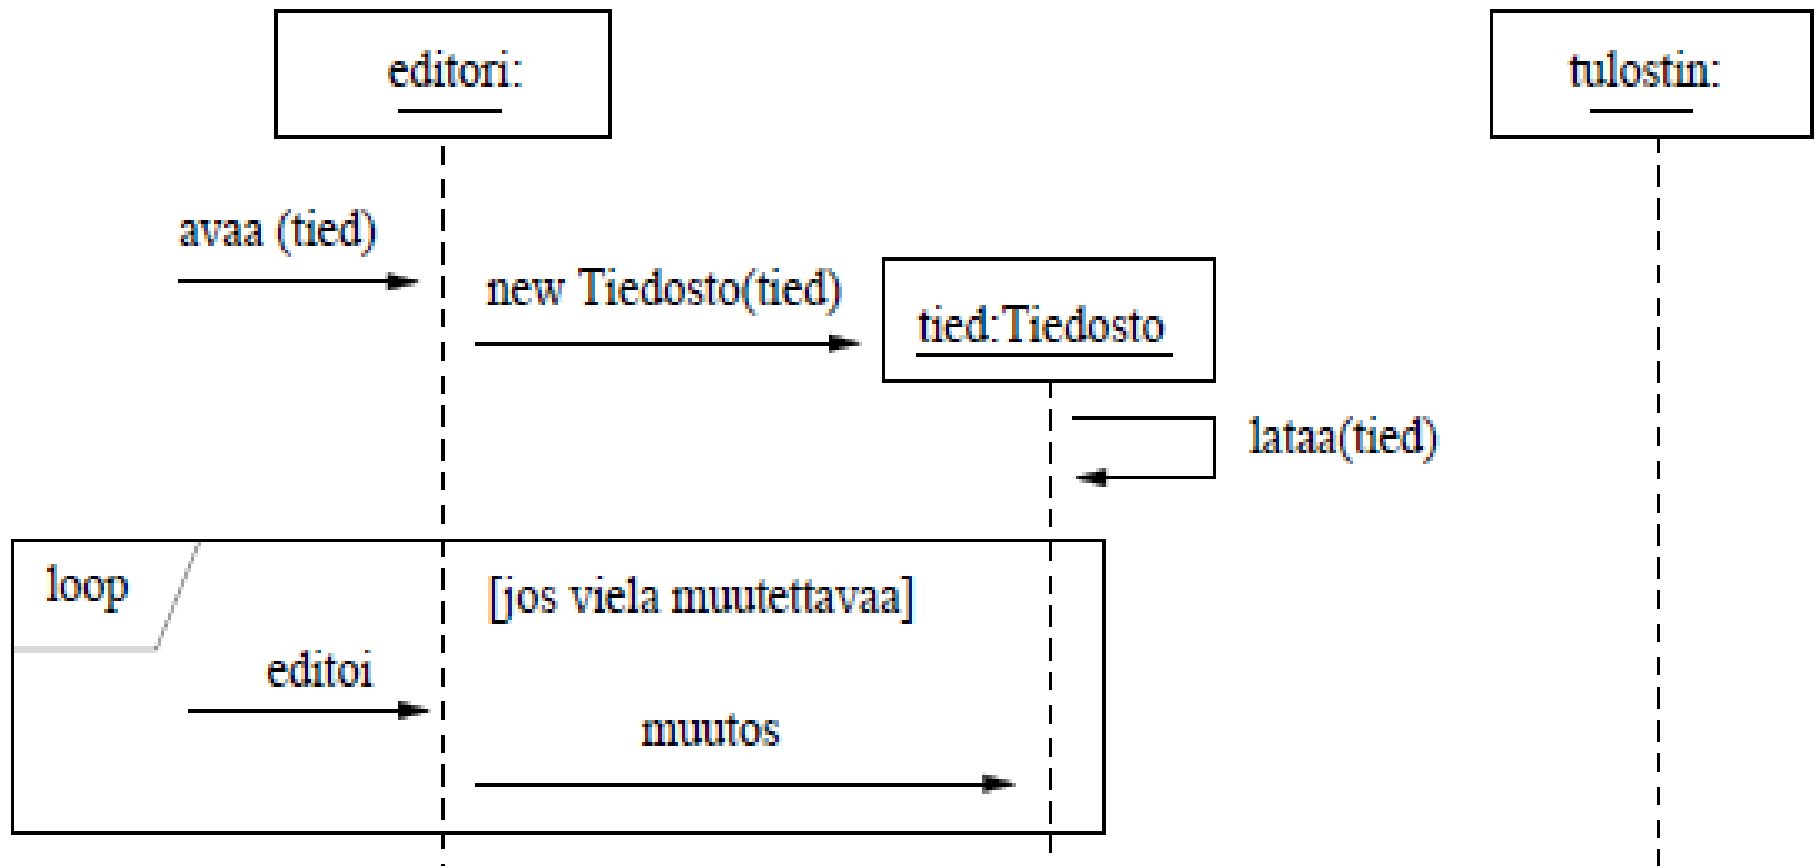 editori:
tulostin:
avaa (tied)
new Tiedosto(tied)
tied:Tiedosto
lataa(tied)
loop
[jos viela muutettavaa]
editoi
muutos